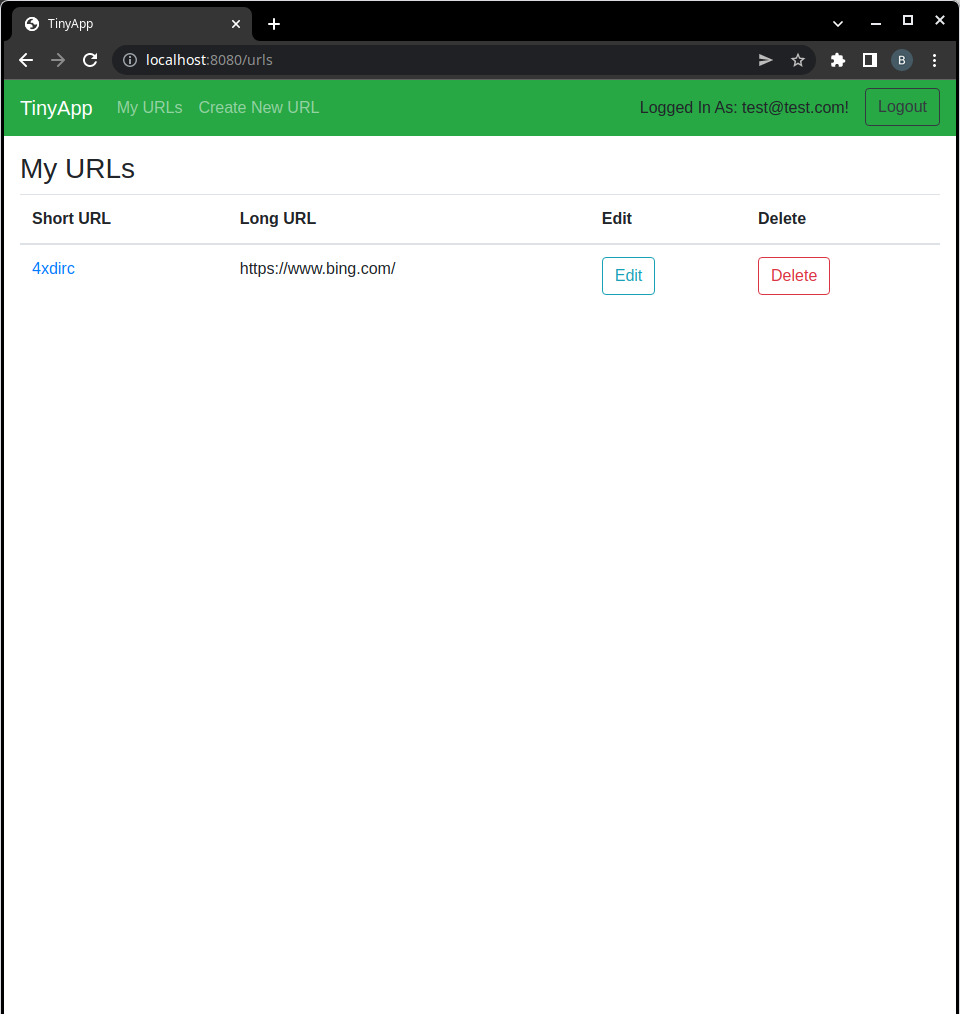 TinyApp
localhost:8080/urls
B
TinyApp My URLs Create New URL Logged In As: test@test.com! Logout
My URLs
Short URL Long URL Edit Delete
4xdirc https://www.bing.com/ Edit Delete